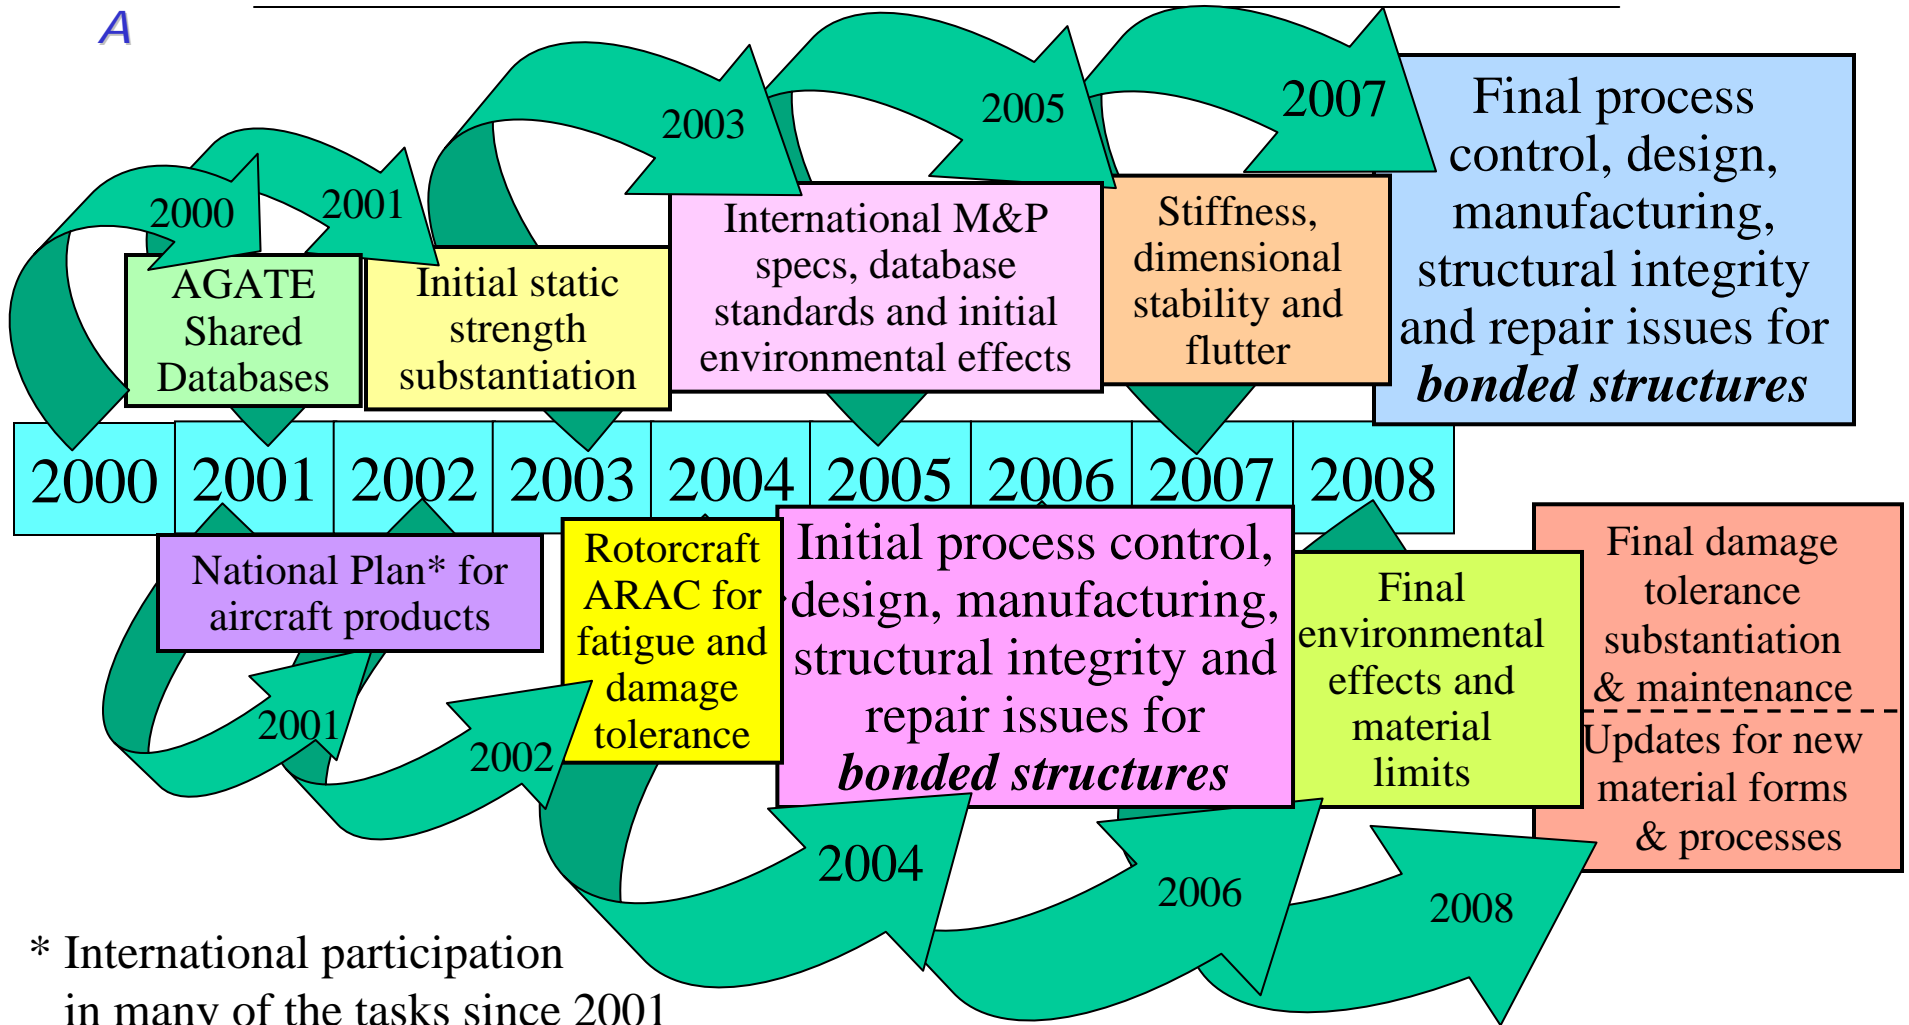 A
2000
2001
2003
2005
2007
AGATE
Shared
Databases
Initial static
strength
substantiation
International M&P
specs, database
standards and initial
environmental effects
Stiffness,
dimensional
stability and
flutter
Final process
control, design,
manufacturing,
structural integrity
and repair issues for
bonded structures
2000 2001 2002 2003 2004 2005 2006 2007 2008
National Plan* for
aircraft products
Rotorcraft
ARAC for
fatigue and
damage
tolerance
Initial process control,
design, manufacturing,
structural integrity and
repair issues for
bonded structures
Final
environmental
effects and
material
limits
Final damage
tolerance
substantiation
& maintenance
Updates for new
material forms
& processes
2001
2002
2004
2006
2008
* International participation
in many of the tasks since 2001